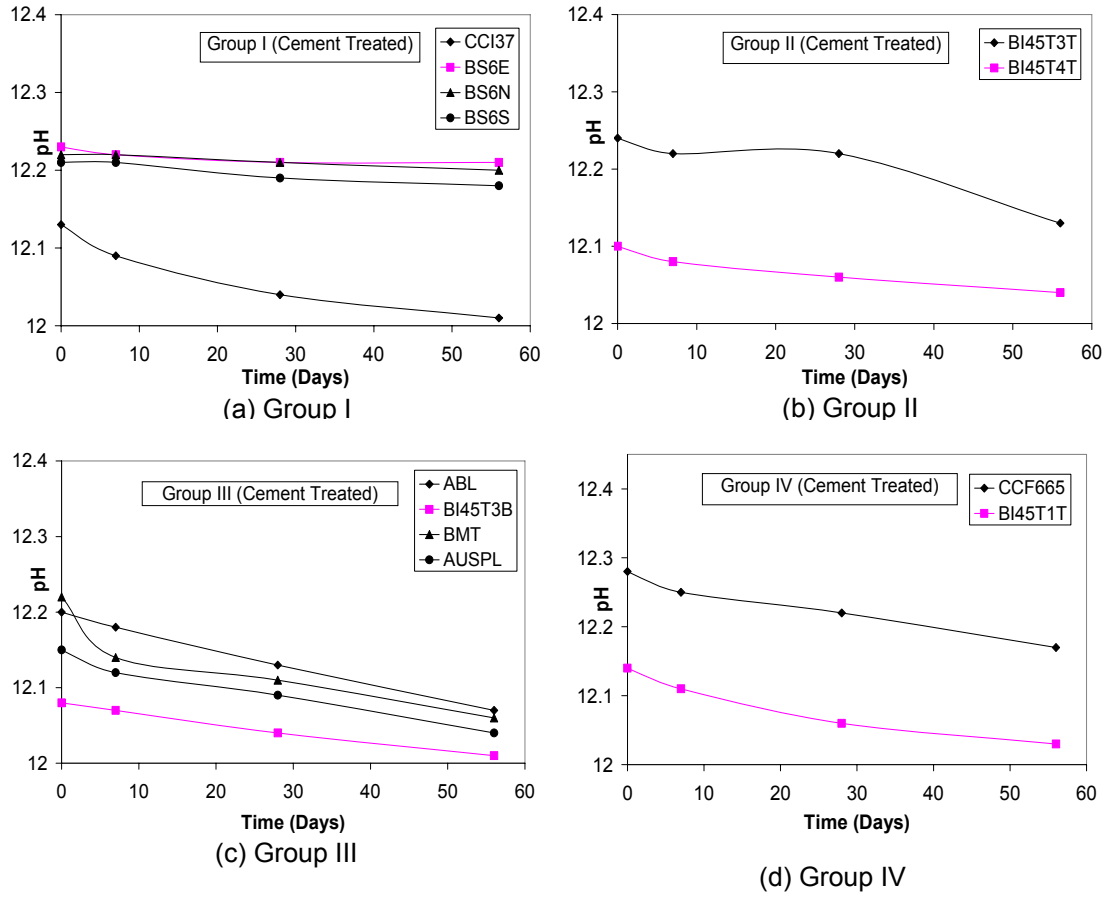 12.4
12.3
12.2
12.1
12
pH
Group I (Cement Treated)
CCI37
BS6E
BS6N
BS6S
0 10 20 30 40 50 60
Time (Days)
(a) Group I
12.4
12.3
12.2
12.1
12
pH
Group II (Cement Treated)
BI45T3T
BI45T4T
0 10 20 30 40 50 60
Time (Days)
(b) Group II
12.4
12.3
12.2
12.1
12
pH
Group III (Cement Treated)
ABL
BI45T3B
BMT
AUSPL
0 10 20 30 40 50 60
Time (Days)
(c) Group III
12.4
12.3
12.2
12.1
12
pH
Group IV (Cement Treated)
CCF665
BI45T1T
0 10 20 30 40 50 60
Time (Days)
(d) Group IV